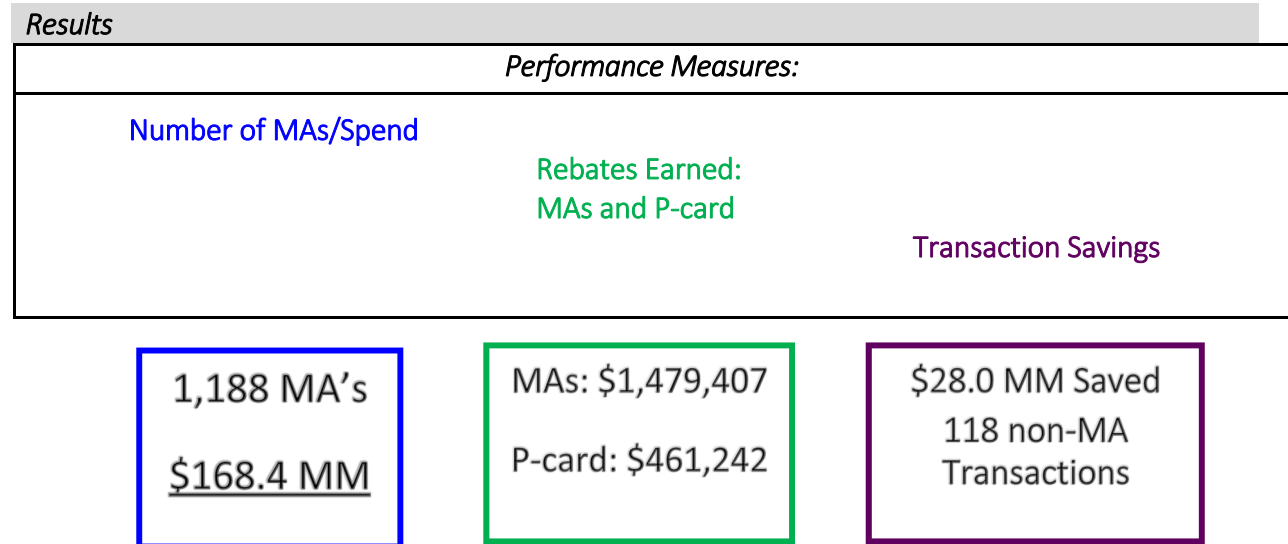 Results
Performance Measures:
Number of MAs/Spend
Rebates Earned:
MAs and P-card
Transaction Savings
1,188 MA’s
$168.4 MM
MAs: $1,479,407
P-card: $461,242
$28.0 MM Saved
118 non-MA
Transactions